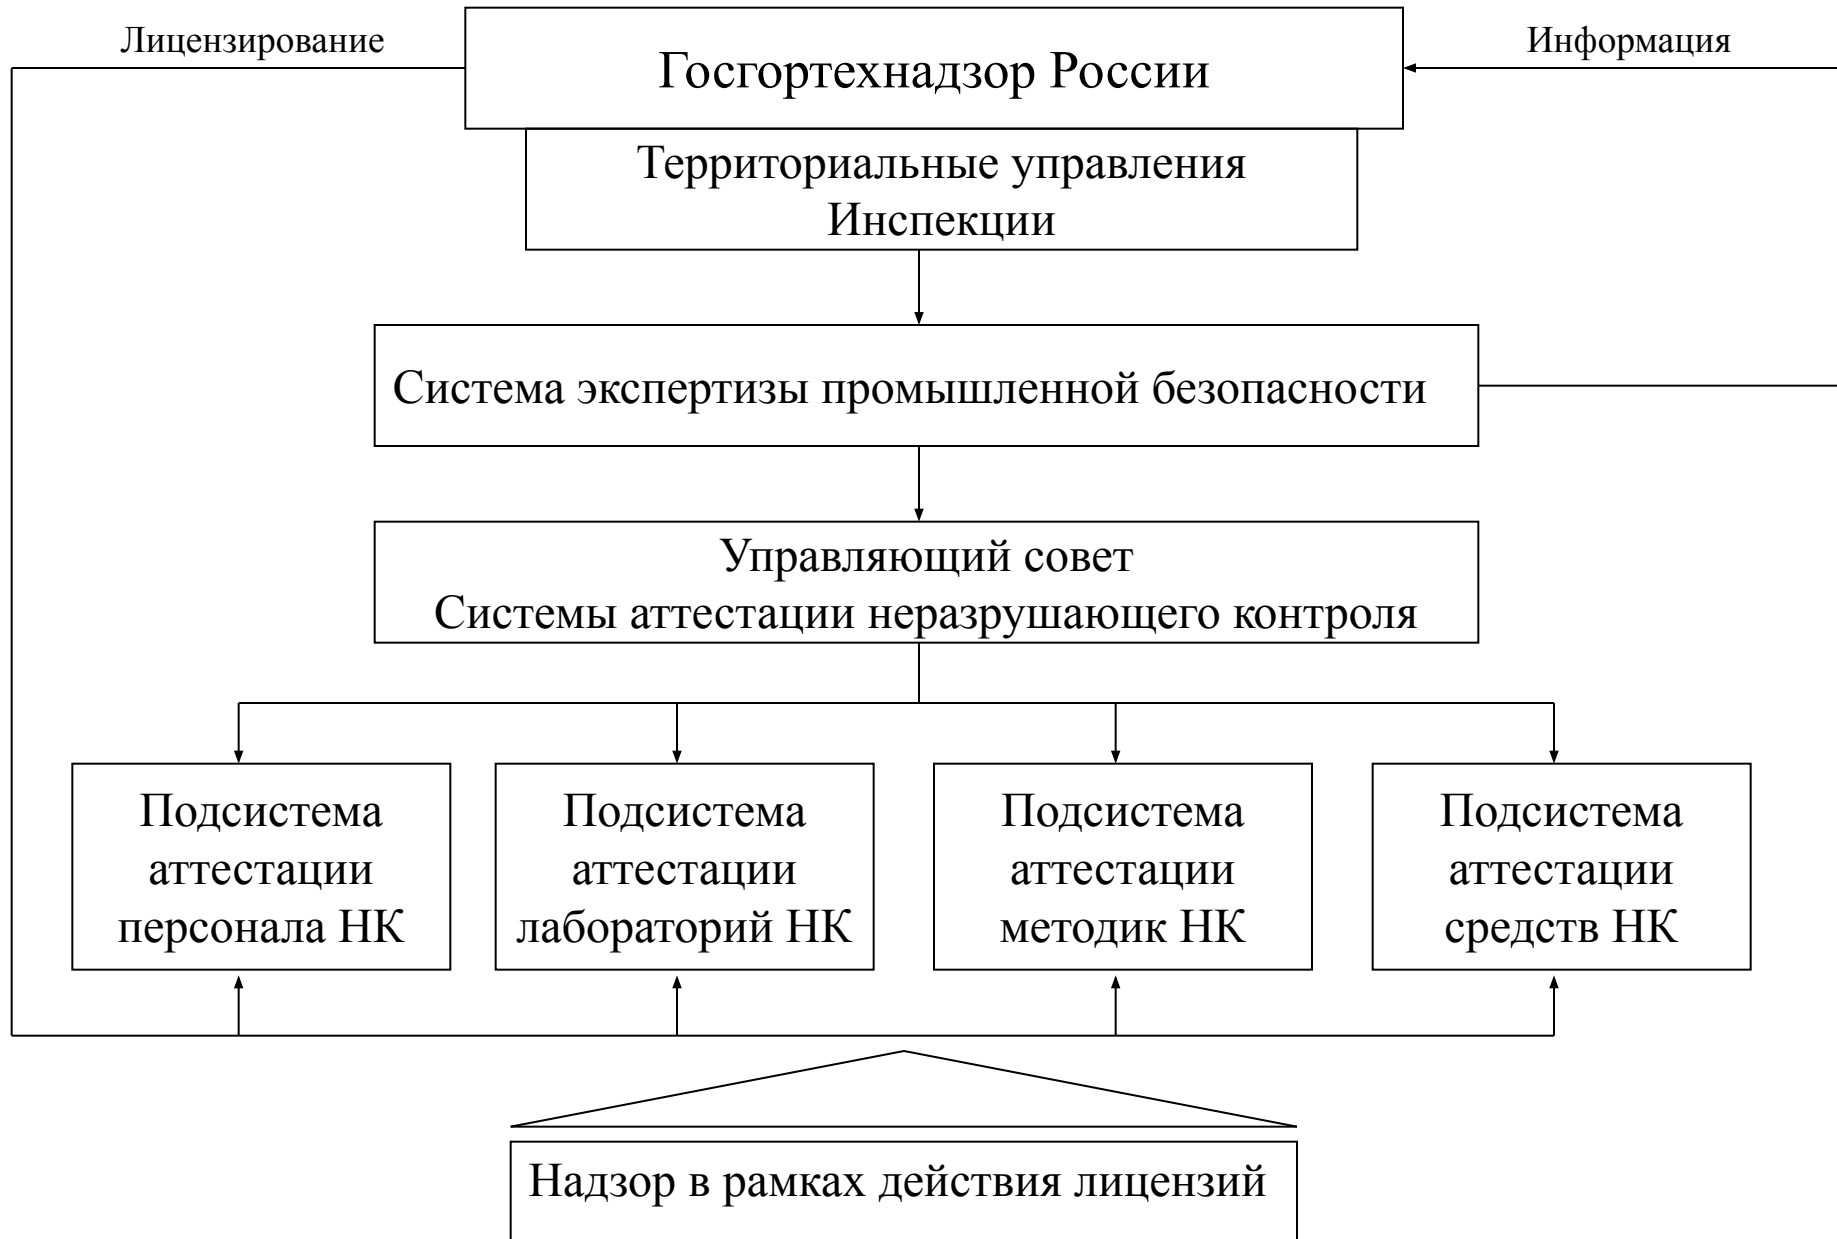 Лицензирование
Информация
Госгортехнадзор России
Территориальные управления
Инспекции
Система экспертизы промышленной безопасности
Управляющий совет
Системы аттестации неразрушающего контроля
Подсистема
аттестации
персонала НК
Подсистема
аттестации
лабораторий НК
Подсистема
аттестации
методик НК
Подсистема
аттестации
средств НК
Надзор в рамках действия лицензий